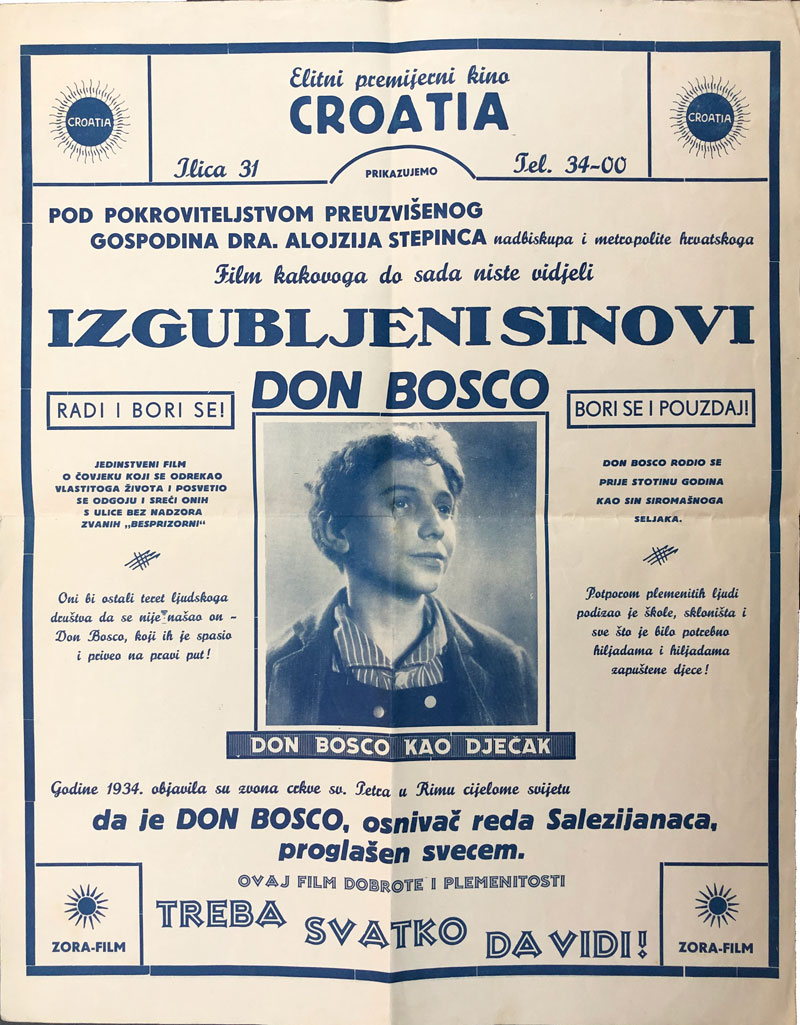 CROATIA
Elitni premijerni kino
CROATIA
CROATIA
Ilica 31
PRIKAZUJEMO
Tel. 34-00
POD POKROVITELJSTVOM PREUZVIŠENOG
GOSPODINA DRA. ALOJZIJA STEPINCA nadbiskupa i metropolite hrvatskoga
Film kakovoga do sada niste vidjeli
IZGUBLJENI SINOVI
DON BOSCO
RADI I BORI SE!
BORI SE I POUZDAJ!
JEDINSTVENI FILM
O ČOVJEKU KOJI SE ODREKAO
VLASTITOGA ŽIVOTA I POSVETIO
SE ODGOJU I SREĆI ONIH
S ULICE BEZ NADZORA
ZVANIH „BESPRIZORNI“
Oni bi ostali teret ljudskoga
društva da se nije našao on -
Don Bosco, koji ih je spasio
i priveo na pravi put!
DON BOSCO RODIO SE
PRIJE STOTINU GODINA
KAO SIN SIROMAŠNOGA
SELJAKA.
Potporom plemenitih ljudi
podizao je škole, skloništa i
sve što je bilo potrebno
hiljadama i hiljadama
zapuštene djece!
DON BOSCO KAO DJEČAK
Godine 1934. objavila su zvona crkve sv. Petra u Rimu cijelome svijetu
da je DON BOSCO, osnivač reda Salezijanaca,
proglašen svecem.
OVAJ FILM DOBROTE I PLEMENITOSTI
TREBA SVATKO DA VIDI!
ZORA-FILM
ZORA-FILM